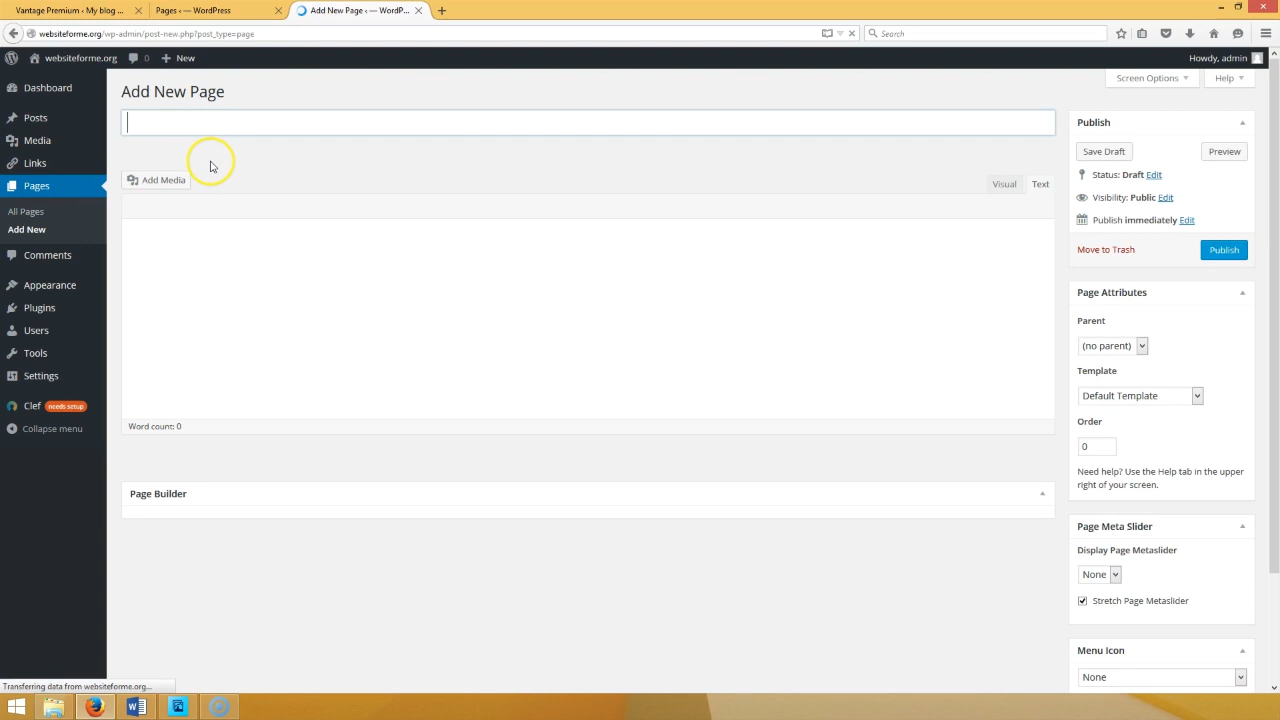 Vantage Premium ‹ My blog ...
Pages ‹ — WordPress
Add New Page ‹ — WordP...
websiteforme.org/wp-admin/post-new.php?post_type=page
Search
websiteforme.org
0
New
Howdy, admin
Dashboard
Posts
Media
Links
Pages
All Pages
Add New
Comments
Appearance
Plugins
Users
Tools
Settings
Clef needs setup
Collapse menu
Screen Options
Help
Add New Page
Add Media
Visual
Text
Word count: 0
Page Builder
Publish
Save Draft
Preview
Status: Draft Edit
Visibility: Public Edit
Publish immediately Edit
Move to Trash
Publish
Page Attributes
Parent
(no parent)
Template
Default Template
Order
0
Need help? Use the Help tab in the upper
right of your screen.
Page Meta Slider
Display Page Metaslider
None
Stretch Page Metaslider
Menu Icon
None
Transferring data from websiteforme.org...